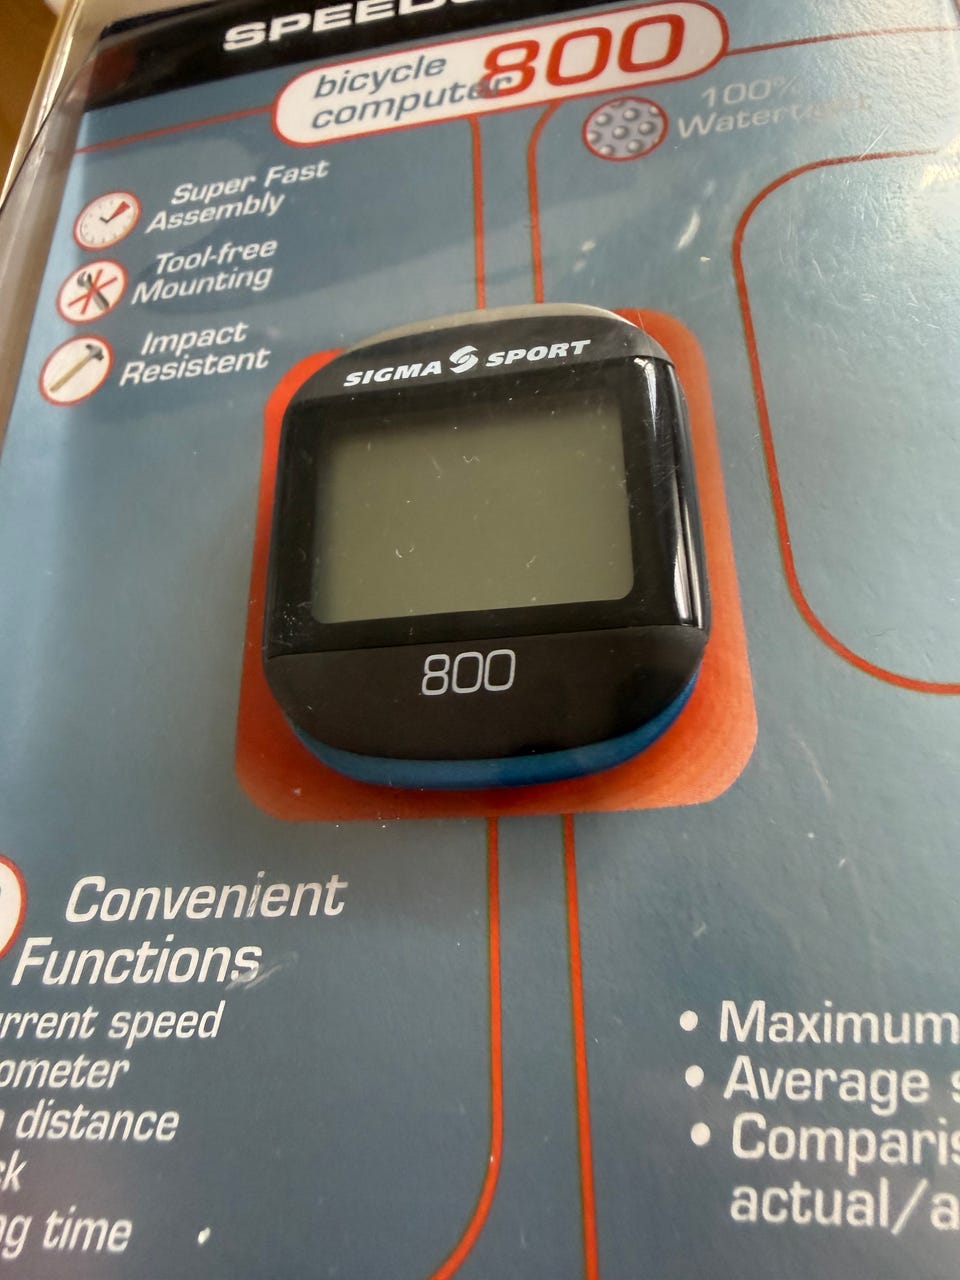 bicycle
computer 800
100%
Super Fast
Assembly
Tool-free
Mounting
Impact
Resistent
SIGMA SPORT
800
Convenient
Functions
speed
distance
time
• Maximum
• Average
actual/